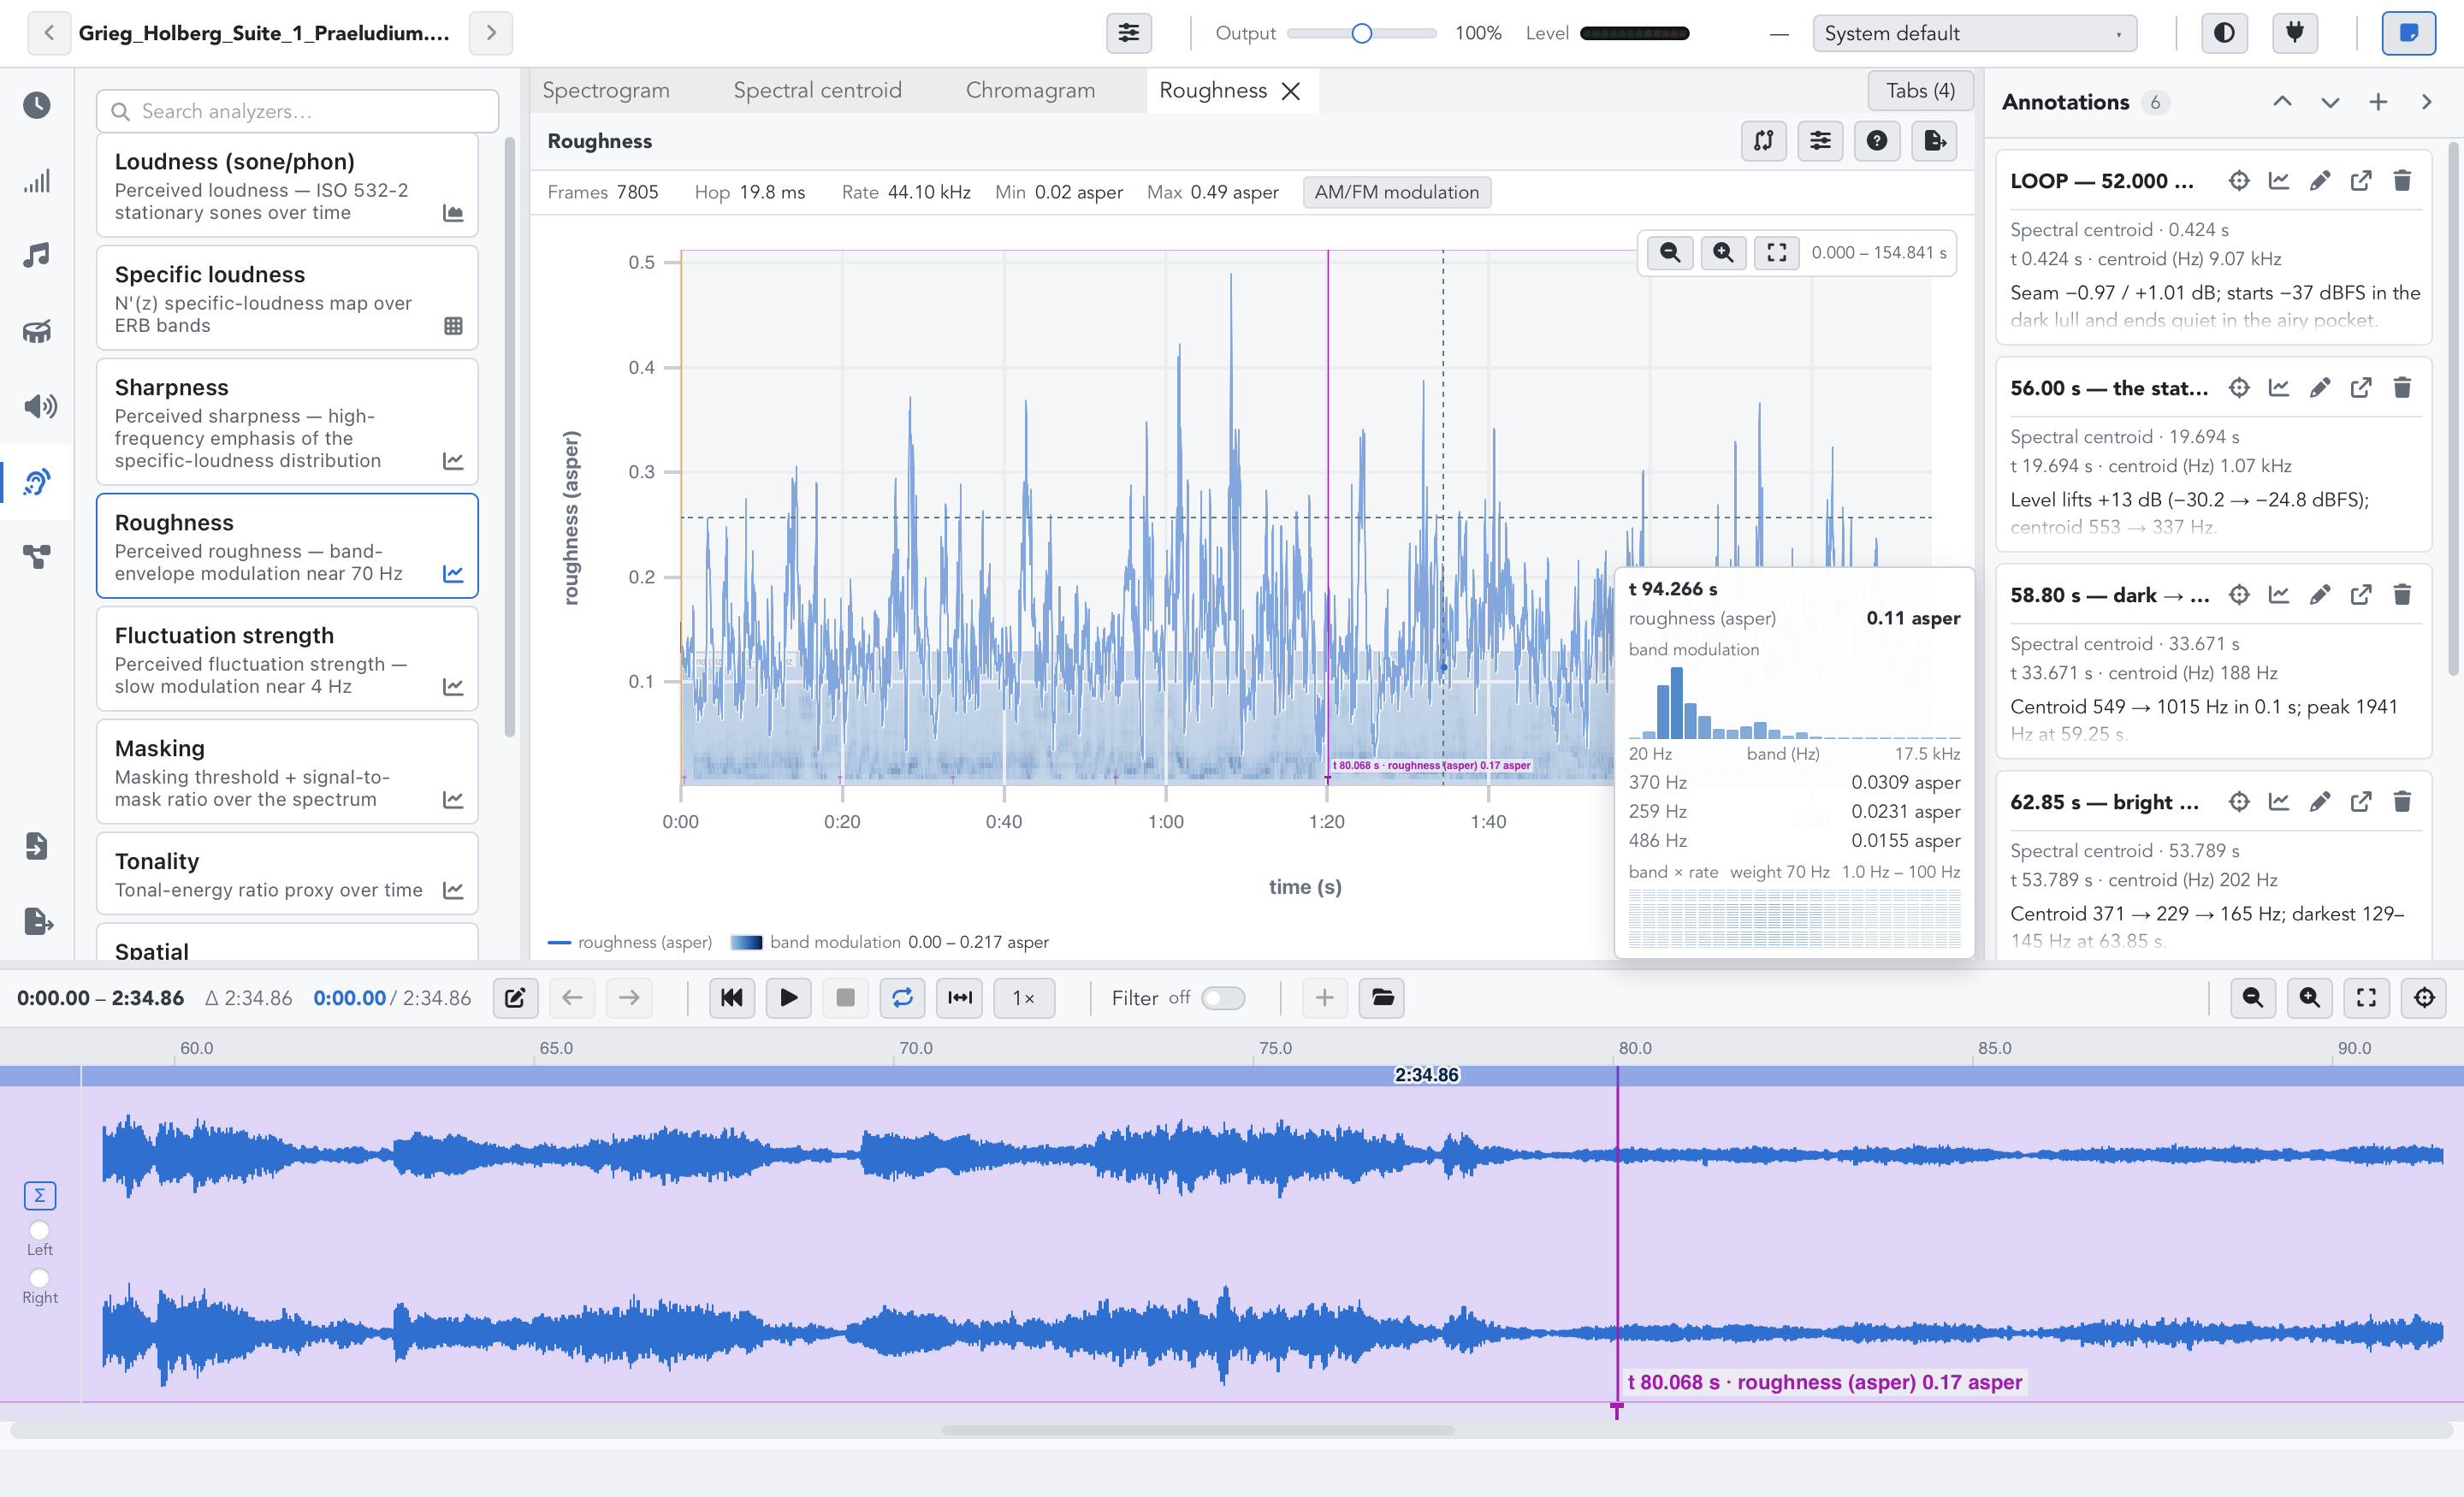 Grieg_Holberg_Suite_1_Praeludium....
Output 100% Level — System default
Search analyzers…
Loudness (sone/phon)
Perceived loudness — ISO 532-2
stationary sones over time
Specific loudness
N'(z) specific-loudness map over
ERB bands
Sharpness
Perceived sharpness — high-
frequency emphasis of the
specific-loudness distribution
Roughness
Perceived roughness — band-
envelope modulation near 70 Hz
Fluctuation strength
Perceived fluctuation strength —
slow modulation near 4 Hz
Masking
Masking threshold + signal-to-
mask ratio over the spectrum
Tonality
Tonal-energy ratio proxy over time
Spatial
Spectrogram Spectral centroid Chromagram Roughness Tabs (4)
Roughness
Frames 7805 Hop 19.8 ms Rate 44.10 kHz Min 0.02 asper Max 0.49 asper AM/FM modulation
0.000 – 154.841 s
0.5
0.4
0.3
0.2
0.1
roughness (asper)
t 80.068 s · roughness (asper) 0.17 asper
0:00 0:20 0:40 1:00 1:20 1:40 2:20
time (s)
roughness (asper) band modulation 0.00 – 0.217 asper
t 94.266 s
roughness (asper) 0.11 asper
band modulation
20 Hz band (Hz) 17.5 kHz
370 Hz 0.0309 asper
259 Hz 0.0231 asper
486 Hz 0.0155 asper
band × rate weight 70 Hz 1.0 Hz – 100 Hz
Annotations 6
LOOP — 52.000 ...
Spectral centroid · 0.424 s
t 0.424 s · centroid (Hz) 9.07 kHz
Seam −0.97 / +1.01 dB; starts −37 dBFS in the
dark lull and ends quiet in the airy pocket.
56.00 s — the stat...
Spectral centroid · 19.694 s
t 19.694 s · centroid (Hz) 1.07 kHz
Level lifts +13 dB (−30.2 → −24.8 dBFS);
centroid 553 → 337 Hz.
58.80 s — dark → ...
Spectral centroid · 33.671 s
t 33.671 s · centroid (Hz) 188 Hz
Centroid 549 → 1015 Hz in 0.1 s; peak 1941
Hz at 59.25 s.
62.85 s — bright ...
Spectral centroid · 53.789 s
t 53.789 s · centroid (Hz) 202 Hz
Centroid 371 → 229 → 165 Hz; darkest 129–
145 Hz at 63.85 s.
0:00.00 – 2:34.86 Δ 2:34.86 0:00.00 / 2:34.86 1× Filter off
60.0 65.0 70.0 75.0 80.0 85.0 90.0
2:34.86
Σ
Left
Right
t 80.068 s · roughness (asper) 0.17 asper